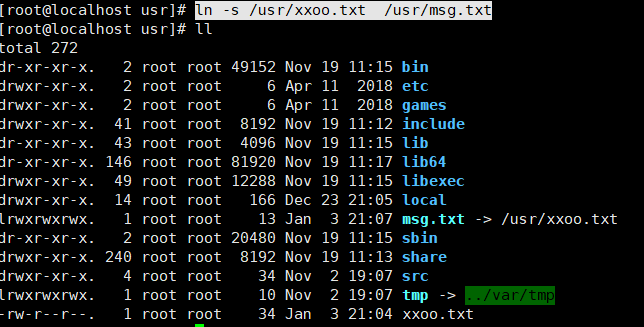 [root@localhost usr]# ln -s /usr/xxoo.txt  /usr/msg.txt
[root@localhost usr]# ll
total 272
dr-xr-xr-x.   2 root root 49152 Nov 19 11:15 bin
drwxr-xr-x.   2 root root     6 Apr 11  2018 etc
drwxr-xr-x.   2 root root     6 Apr 11  2018 games
drwxr-xr-x.  41 root root  8192 Nov 19 11:12 include
dr-xr-xr-x.  43 root root  4096 Nov 19 11:15 lib
dr-xr-xr-x. 146 root root 81920 Nov 19 11:17 lib64
drwxr-xr-x.  49 root root 12288 Nov 19 11:15 libexec
drwxr-xr-x.  14 root root   166 Dec 23 21:05 local
lrwxrwxrwx.   1 root root    13 Jan  3 21:07 msg.txt -> /usr/xxoo.txt
dr-xr-xr-x.   2 root root 20480 Nov 19 11:15 sbin
drwxr-xr-x. 240 root root  8192 Nov 19 11:13 share
drwxr-xr-x.   4 root root    34 Nov  2 19:07 src
lrwxrwxrwx.   1 root root    10 Nov  2 19:07 tmp -> ../var/tmp
-rw-r--r--.   1 root root    34 Jan  3 21:04 xxoo.txt